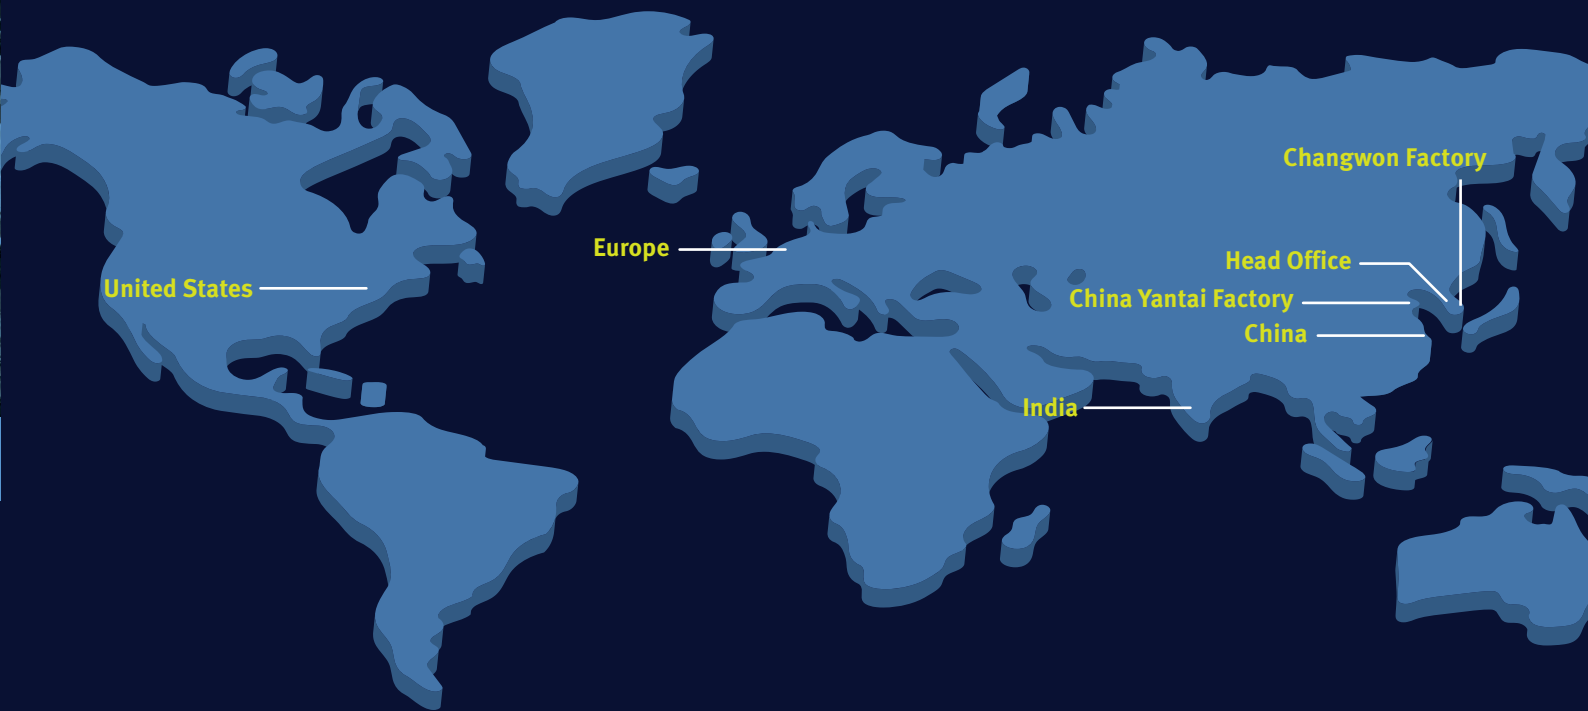 Changwon Factory
Europe
Head Office
United States
China Yantai Factory
China
India